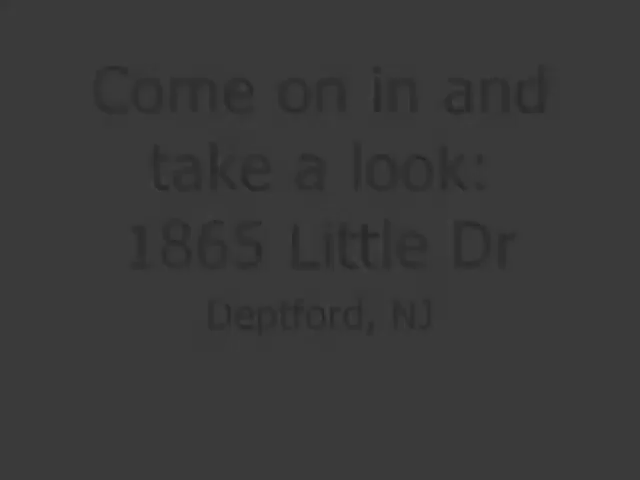 Come on in and
take a look:
1865 Little Dr
Deptford, NJ